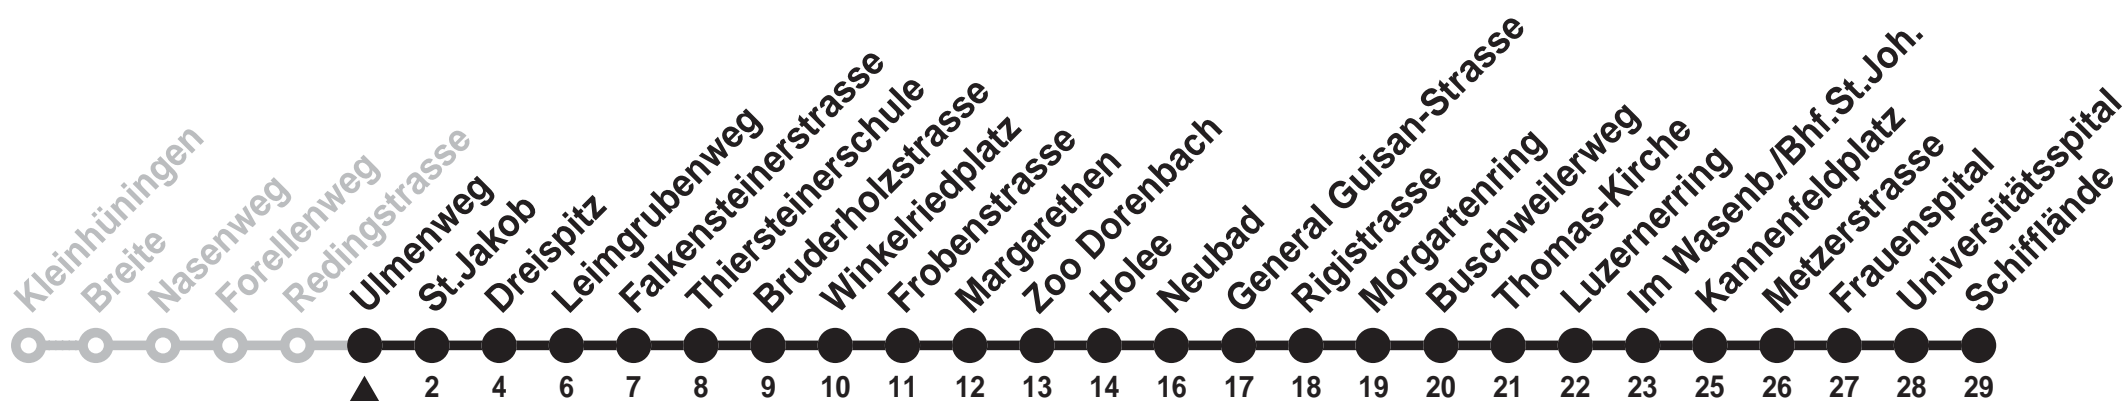 Kleinhüningen
Breite
Nasenweg
Forellenweg
Redingstrasse
Ulmenweg
St.Jakob
Dreispitz
Leimgrubenweg
Falkensteinerstrasse
Thiersteinerschule
Bruderholzstrasse
Winkelriedplatz
Frobenstrasse
Margarethen
Zoo Dorenbach
Holee
Neubad
General Guisan-Strasse
Rigistrasse
Morgartenring
Buschweilerweg
Thomas-Kirche
Luzernerring
Im Wasenb./Bhf.St.Joh.
Kannenfeldplatz
Metzerstrasse
Frauenspital
Universitätsspital
Schifflände
2 4 6 7 8 9 10 11 12 13 14 16 17 18 19 20 21 22 23 25 26 27 28 29